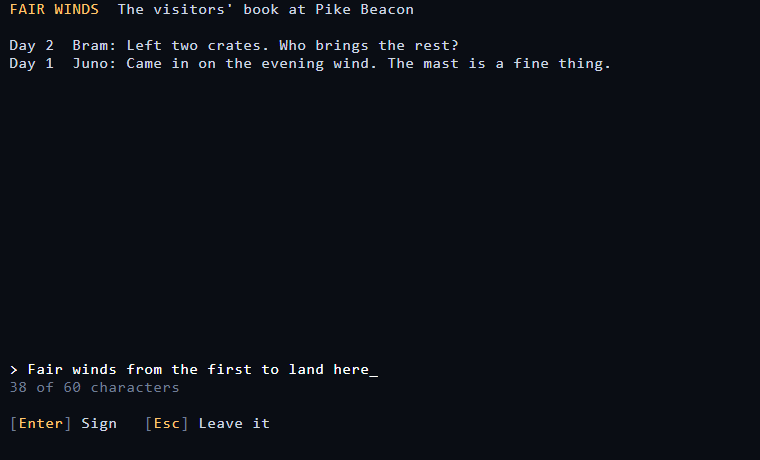 FAIR WINDS  The visitors' book at Pike Beacon
Day 2  Bram: Left two crates. Who brings the rest?
Day 1  Juno: Came in on the evening wind. The mast is a fine thing.
> Fair winds from the first to land here_
38 of 60 characters
[Enter] Sign   [Esc] Leave it